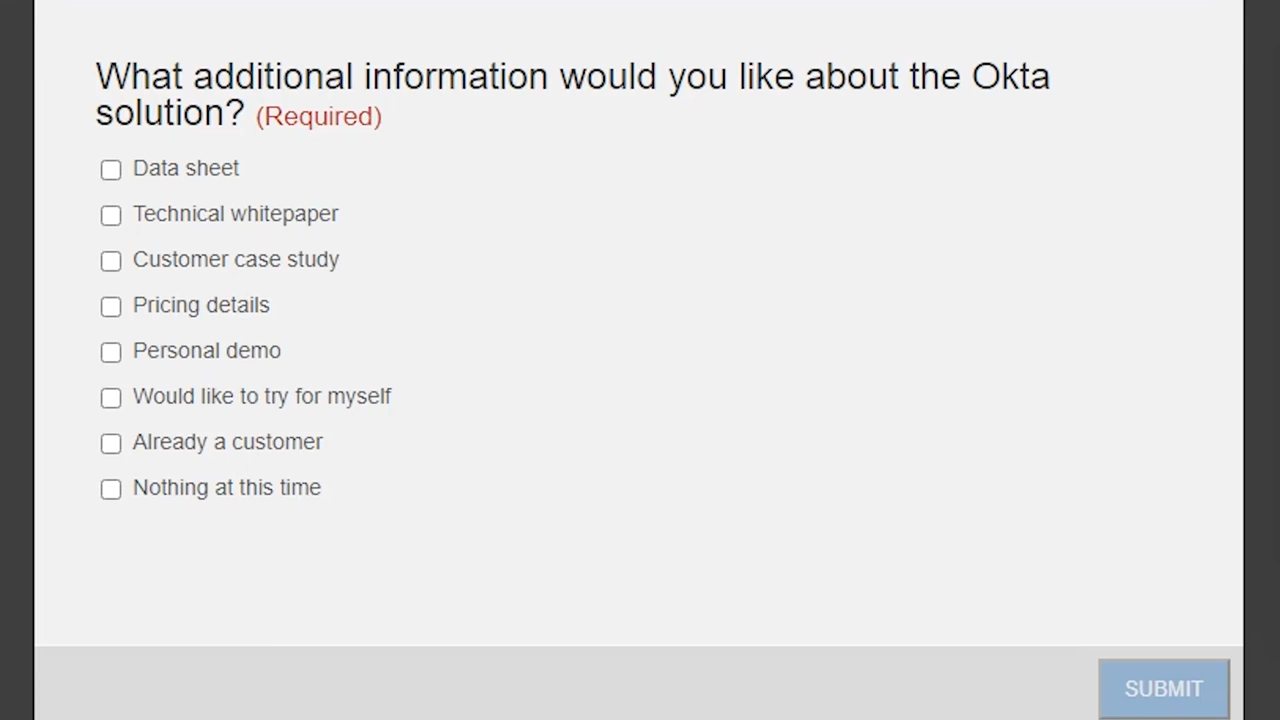 What additional information would you like about the Okta
solution? (Required)
Data sheet
Technical whitepaper
Customer case study
Pricing details
Personal demo
Would like to try for myself
Already a customer
Nothing at this time
SUBMIT